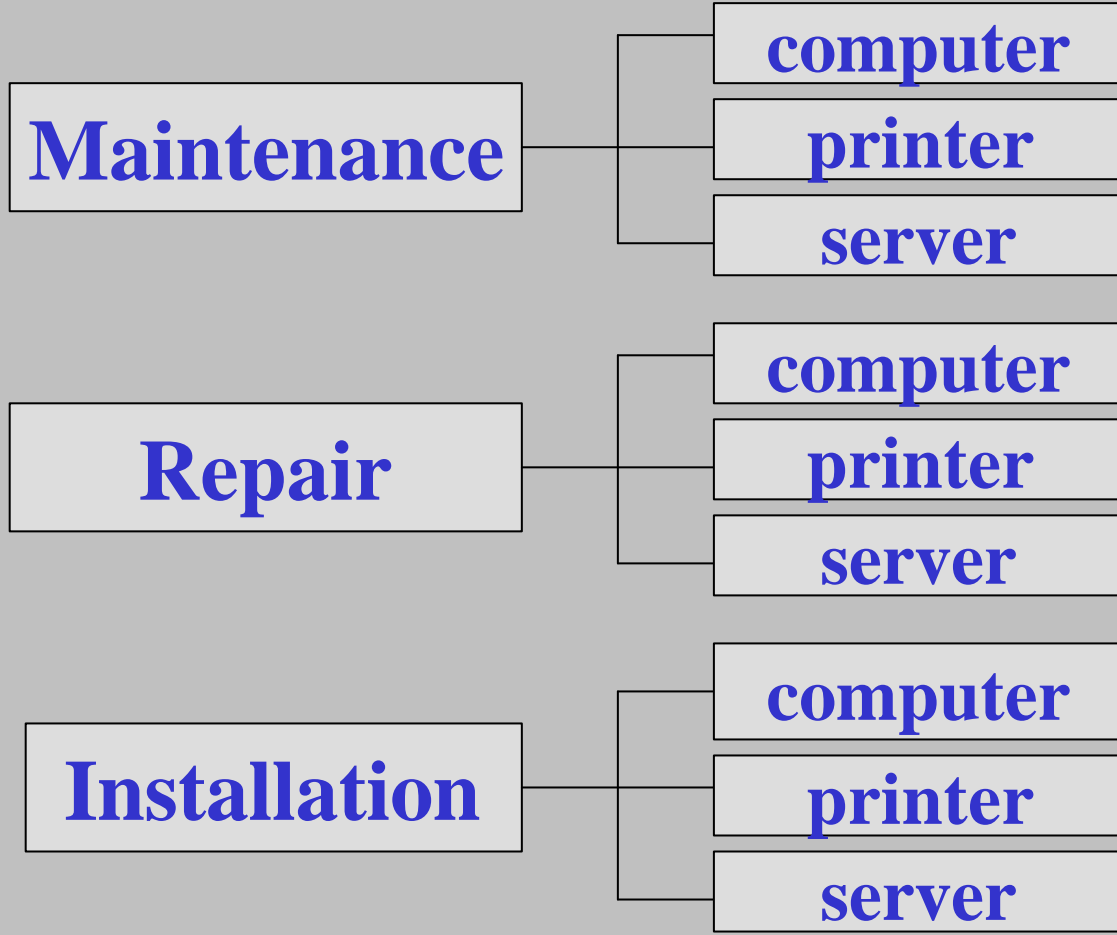 Maintenance
computer
printer
server
Repair
computer
printer
server
Installation
computer
printer
server